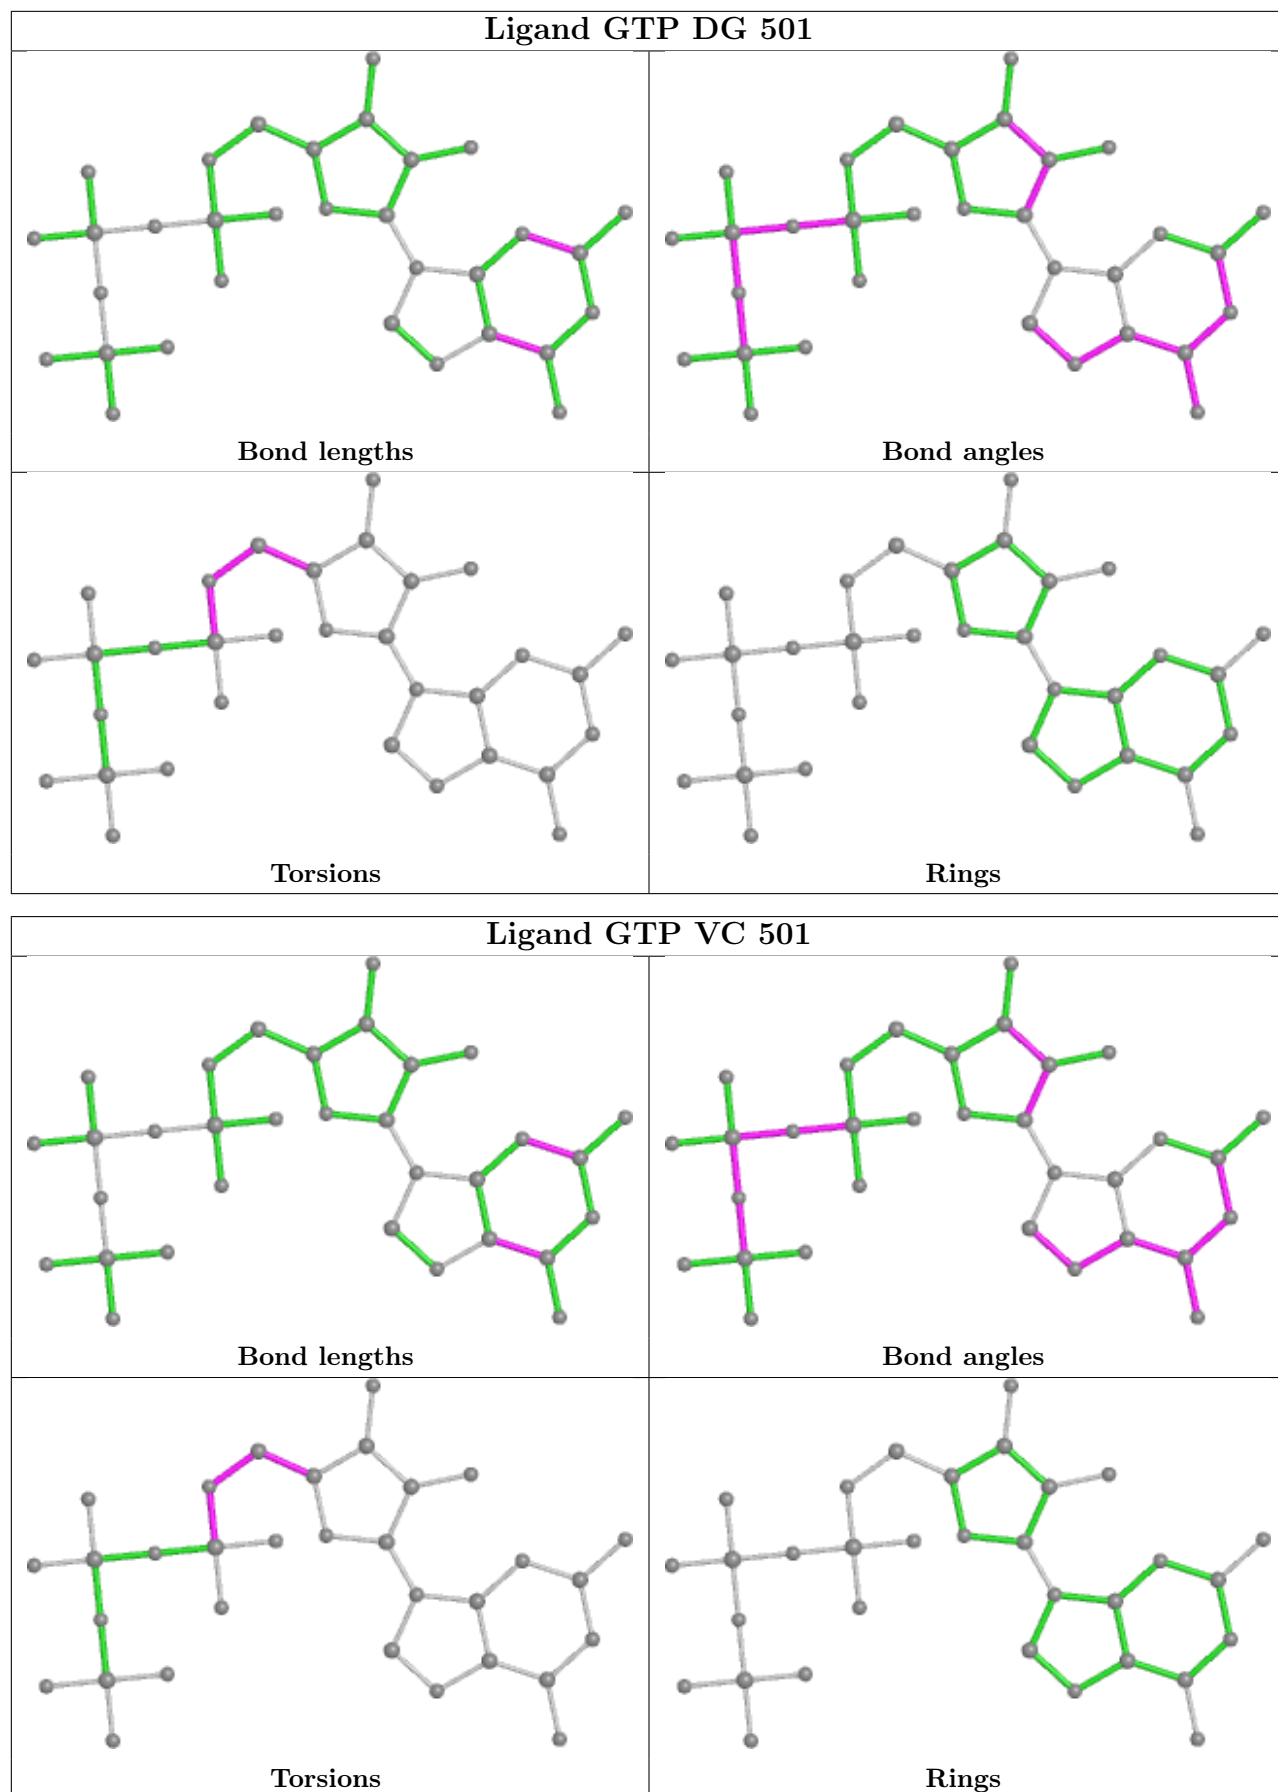 Ligand GTP DG 501
Bond lengths
Bond angles
Torsions
Rings
Ligand GTP VC 501
Bond lengths
Bond angles
Torsions
Rings